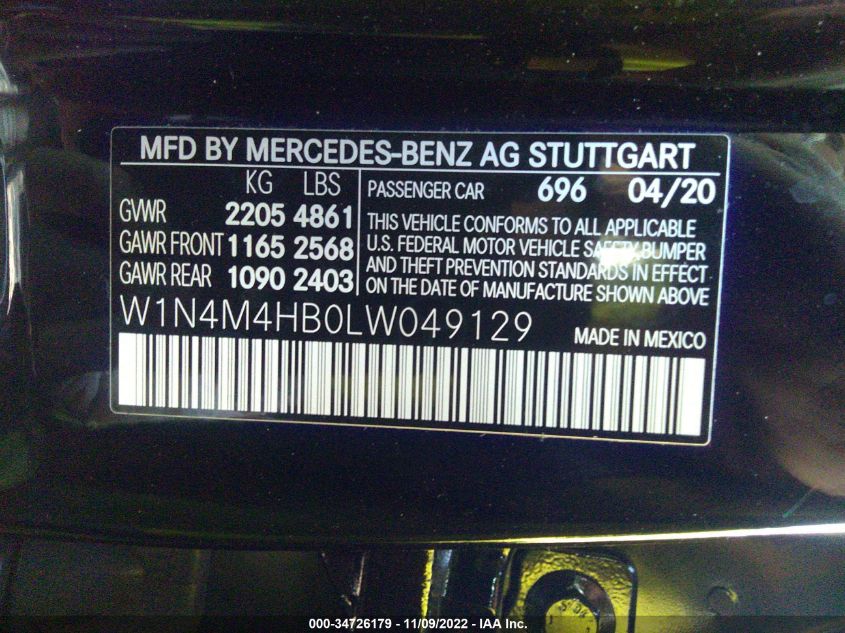 MFD BY MERCEDES-BENZ AG STUTTGART
KG LBS
GVWR 2205 4861
GAWR FRONT 1165 2568
GAWR REAR 1090 2403
PASSENGER CAR 696 04/20
THIS VEHICLE CONFORMS TO ALL APPLICABLE
U.S. FEDERAL MOTOR VEHICLE SAFETY, BUMPER
AND THEFT PREVENTION STANDARDS IN EFFECT
ON THE DATE OF MANUFACTURE SHOWN ABOVE
W1N4M4HB0LW049129
MADE IN MEXICO
000-34726179 - 11/09/2022 - IAA Inc.